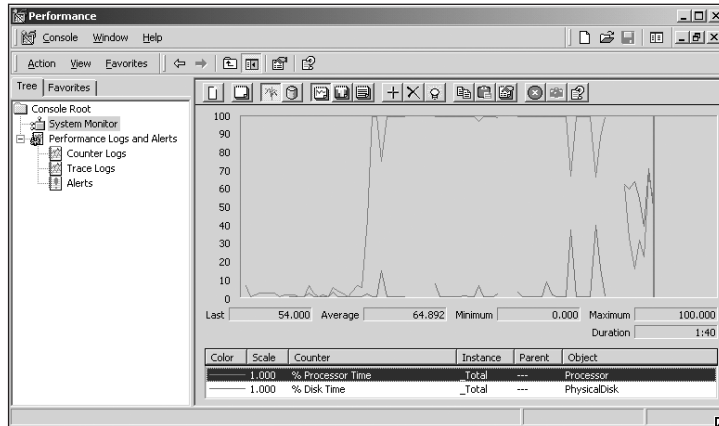 Performance
Console Window Help
Action View Favorites
Tree Favorites
Console Root
System Monitor
Performance Logs and Alerts
Counter Logs
Trace Logs
Alerts
100
90
80
70
60
50
40
30
20
10
0
Last 54.000 Average 64.892 Minimum 0.000 Maximum 100.000
Duration 1:40
Color Scale Counter Instance Parent Object
1.000 % Processor Time _Total --- Processor
1.000 % Disk Time _Total --- PhysicalDisk